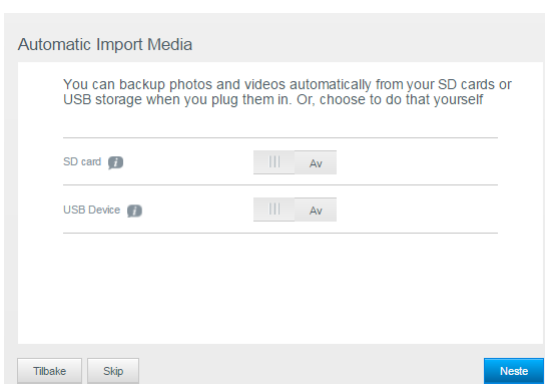 Automatic Import Media
You can backup photos and videos automatically from your SD cards or
USB storage when you plug them in. Or, choose to do that yourself
SD card
Av
USB Device
Av
Tilbake
Skip
Neste